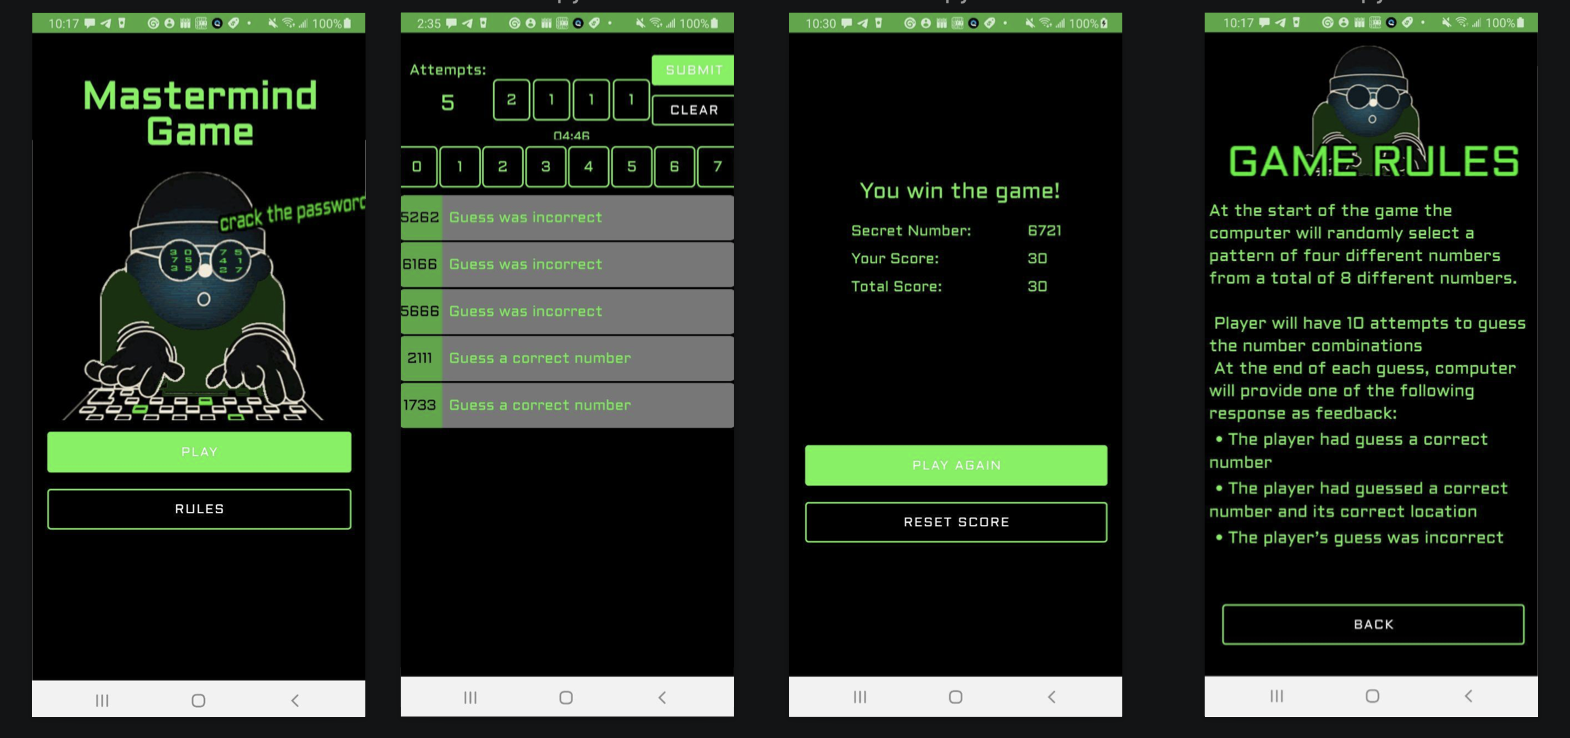 10:17
100%
Mastermind
Game
crack the password
PLAY
RULES
2:35
100%
Attempts:
5
2 1 1 1
SUBMIT
CLEAR
04:46
0 1 2 3 4 5 6 7
5262 Guess was incorrect
6166 Guess was incorrect
5666 Guess was incorrect
2111 Guess a correct number
1733 Guess a correct number
10:30
100%
You win the game!
Secret Number: 6721
Your Score: 30
Total Score: 30
PLAY AGAIN
RESET SCORE
10:17
100%
GAME RULES
At the start of the game the
computer will randomly select a
pattern of four different numbers
from a total of 8 different numbers.
Player will have 10 attempts to guess
the number combinations
At the end of each guess, computer
will provide one of the following
response as feedback:
• The player had guess a correct
number
• The player had guessed a correct
number and its correct location
• The player's guess was incorrect
BACK